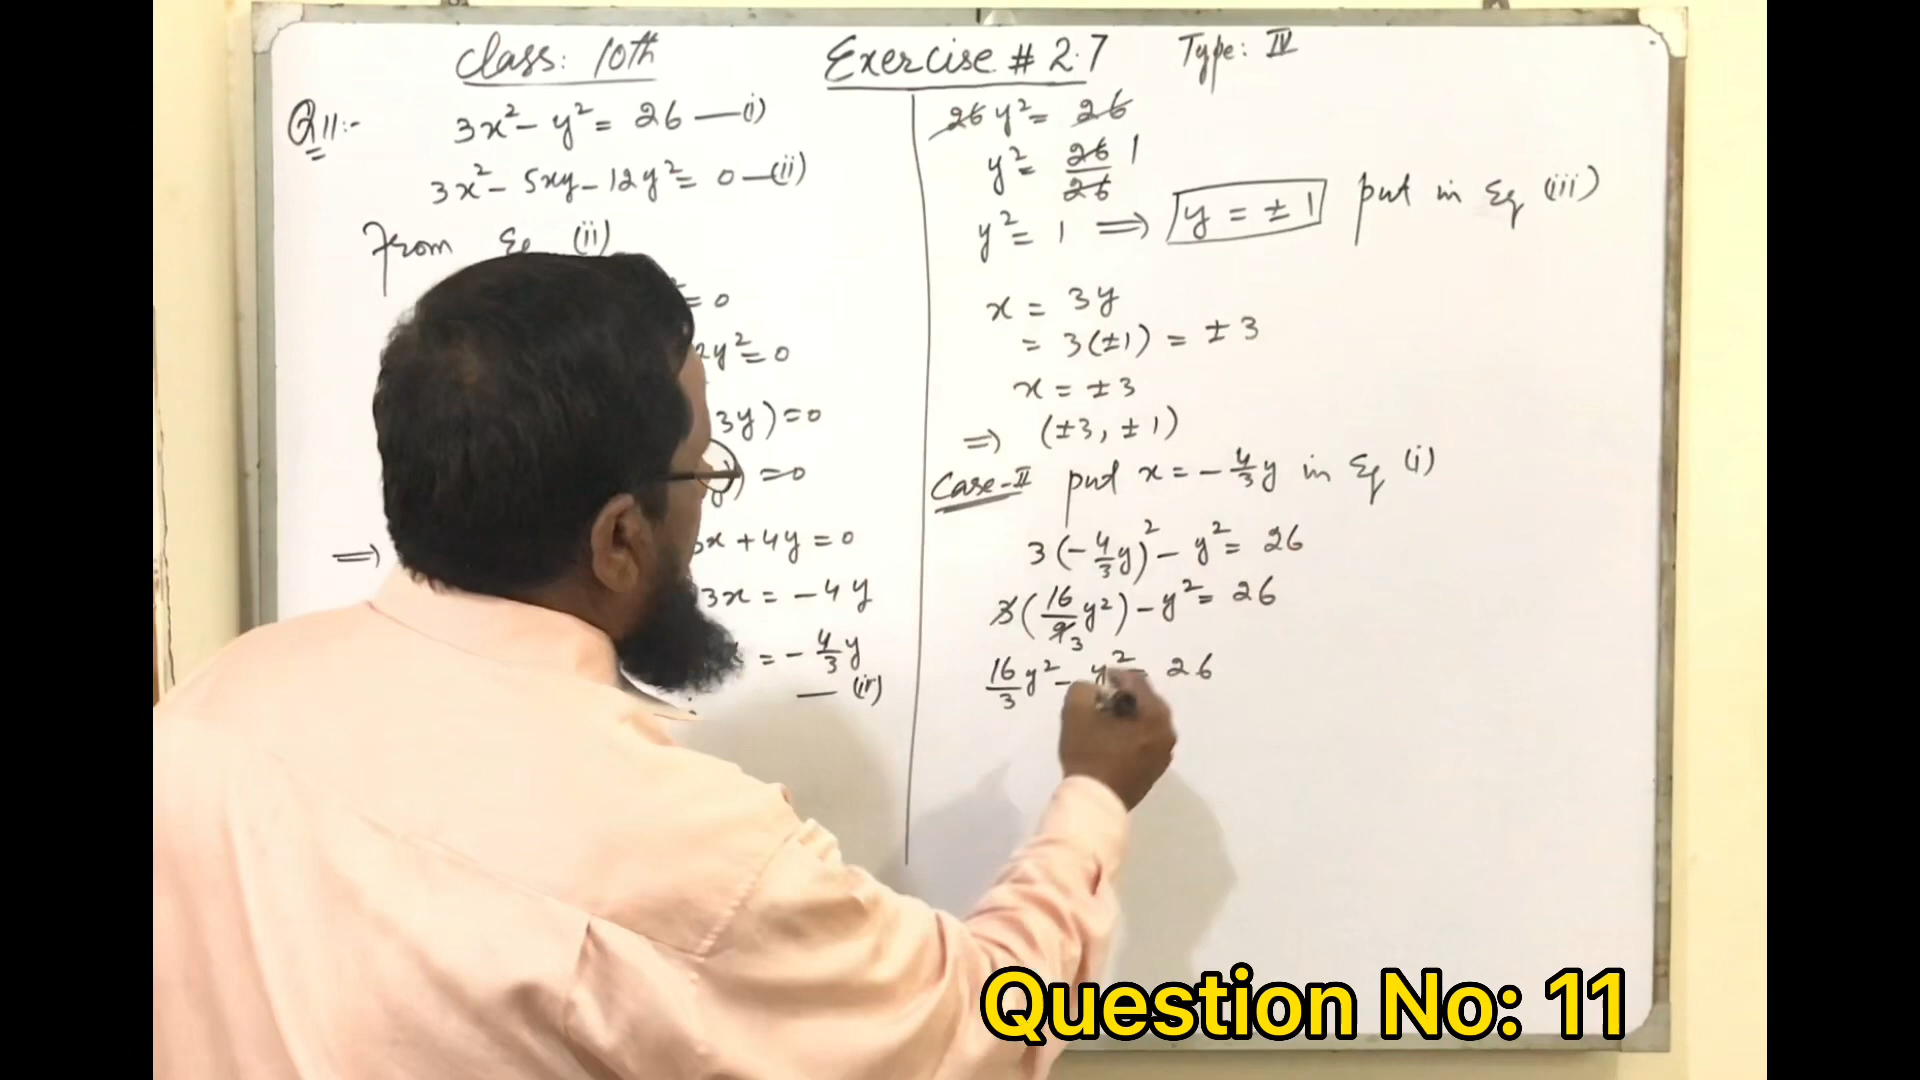 Class: 10th
Exercise # 2.7
Type: IV
Q11:-
3x² - y² = 26 —(i)
3x² - 5xy - 12y² = 0 —(ii)
From Eq (ii)
= 0
2y² = 0
3y) = 0
) = 0
⇒ 3x + 4y = 0
3x = -4y
= -4/3 y
— (iv)
26y² = 26
y² = 26/26 1
y² = 1 ⇒ y = ±1 put in Eq (iii)
x = 3y
= 3(±1) = ±3
x = ±3
⇒ (±3, ±1)
Case-II put x = -4/3 y in Eq (i)
3(-4/3 y)² - y² = 26
3(16/9 3 y²) - y² = 26
16/3 y² - y² = 26
Question No: 11